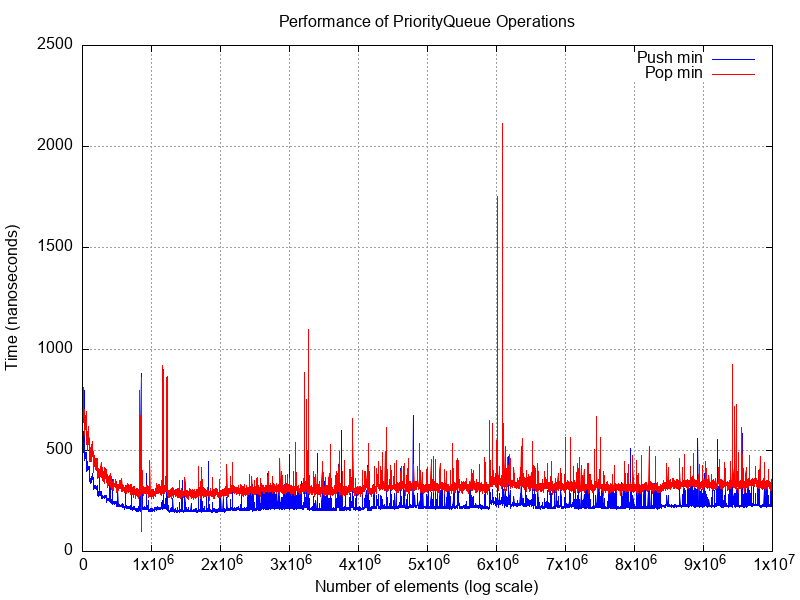 Performance of PriorityQueue Operations
2500
2000
1500
1000
500
0
Time (nanoseconds)
Push min
Pop min
0 1x10^6 2x10^6 3x10^6 4x10^6 5x10^6 6x10^6 7x10^6 8x10^6 9x10^6 1x10^7
Number of elements (log scale)